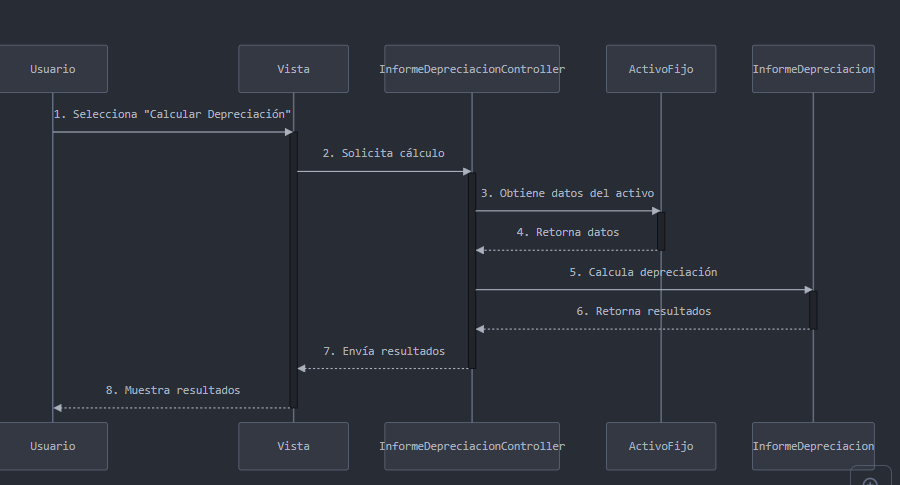 Usuario
Vista
InformeDepreciacionController
ActivoFijo
InformeDepreciacion
1. Selecciona "Calcular Depreciación"
2. Solicita cálculo
3. Obtiene datos del activo
4. Retorna datos
5. Calcula depreciación
6. Retorna resultados
7. Envía resultados
8. Muestra resultados
Usuario
Vista
InformeDepreciacionController
ActivoFijo
InformeDepreciacion